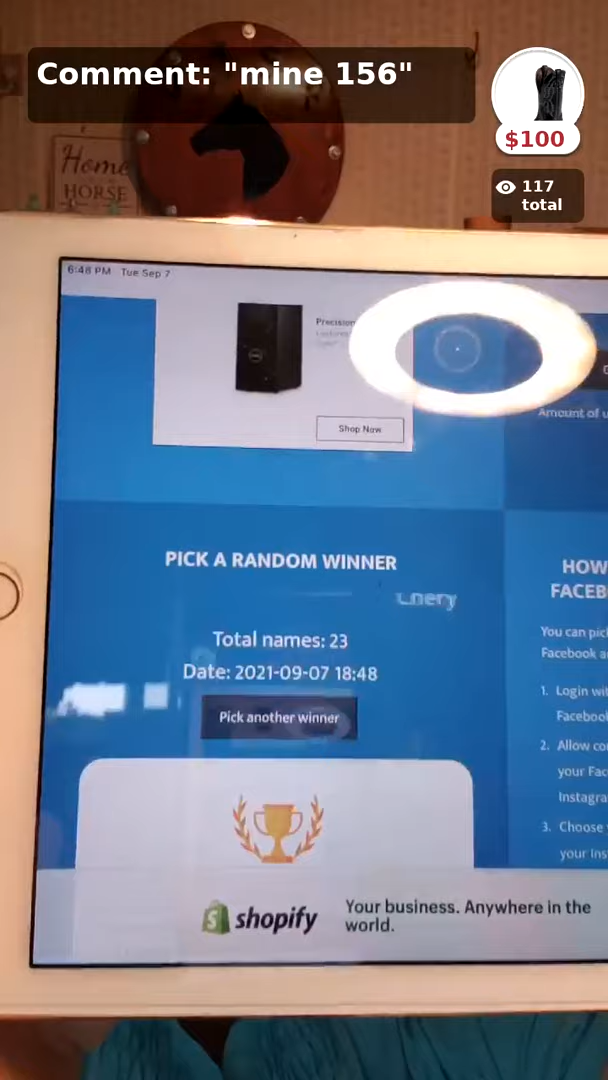 Comment: "mine 156"
$100
117
total
Home
HORSE
6:48 PM Tue Sep 7
Precision
Shop Now
Amount of u
PICK A RANDOM WINNER
Total names: 23
Date: 2021-09-07 18:48
Pick another winner
HOW
FACEB
You can pic
Facebook a
1. Login wit
Facebool
2. Allow co
your Fac
Instagra
3. Choose
your Ins
shopify
Your business. Anywhere in the
world.